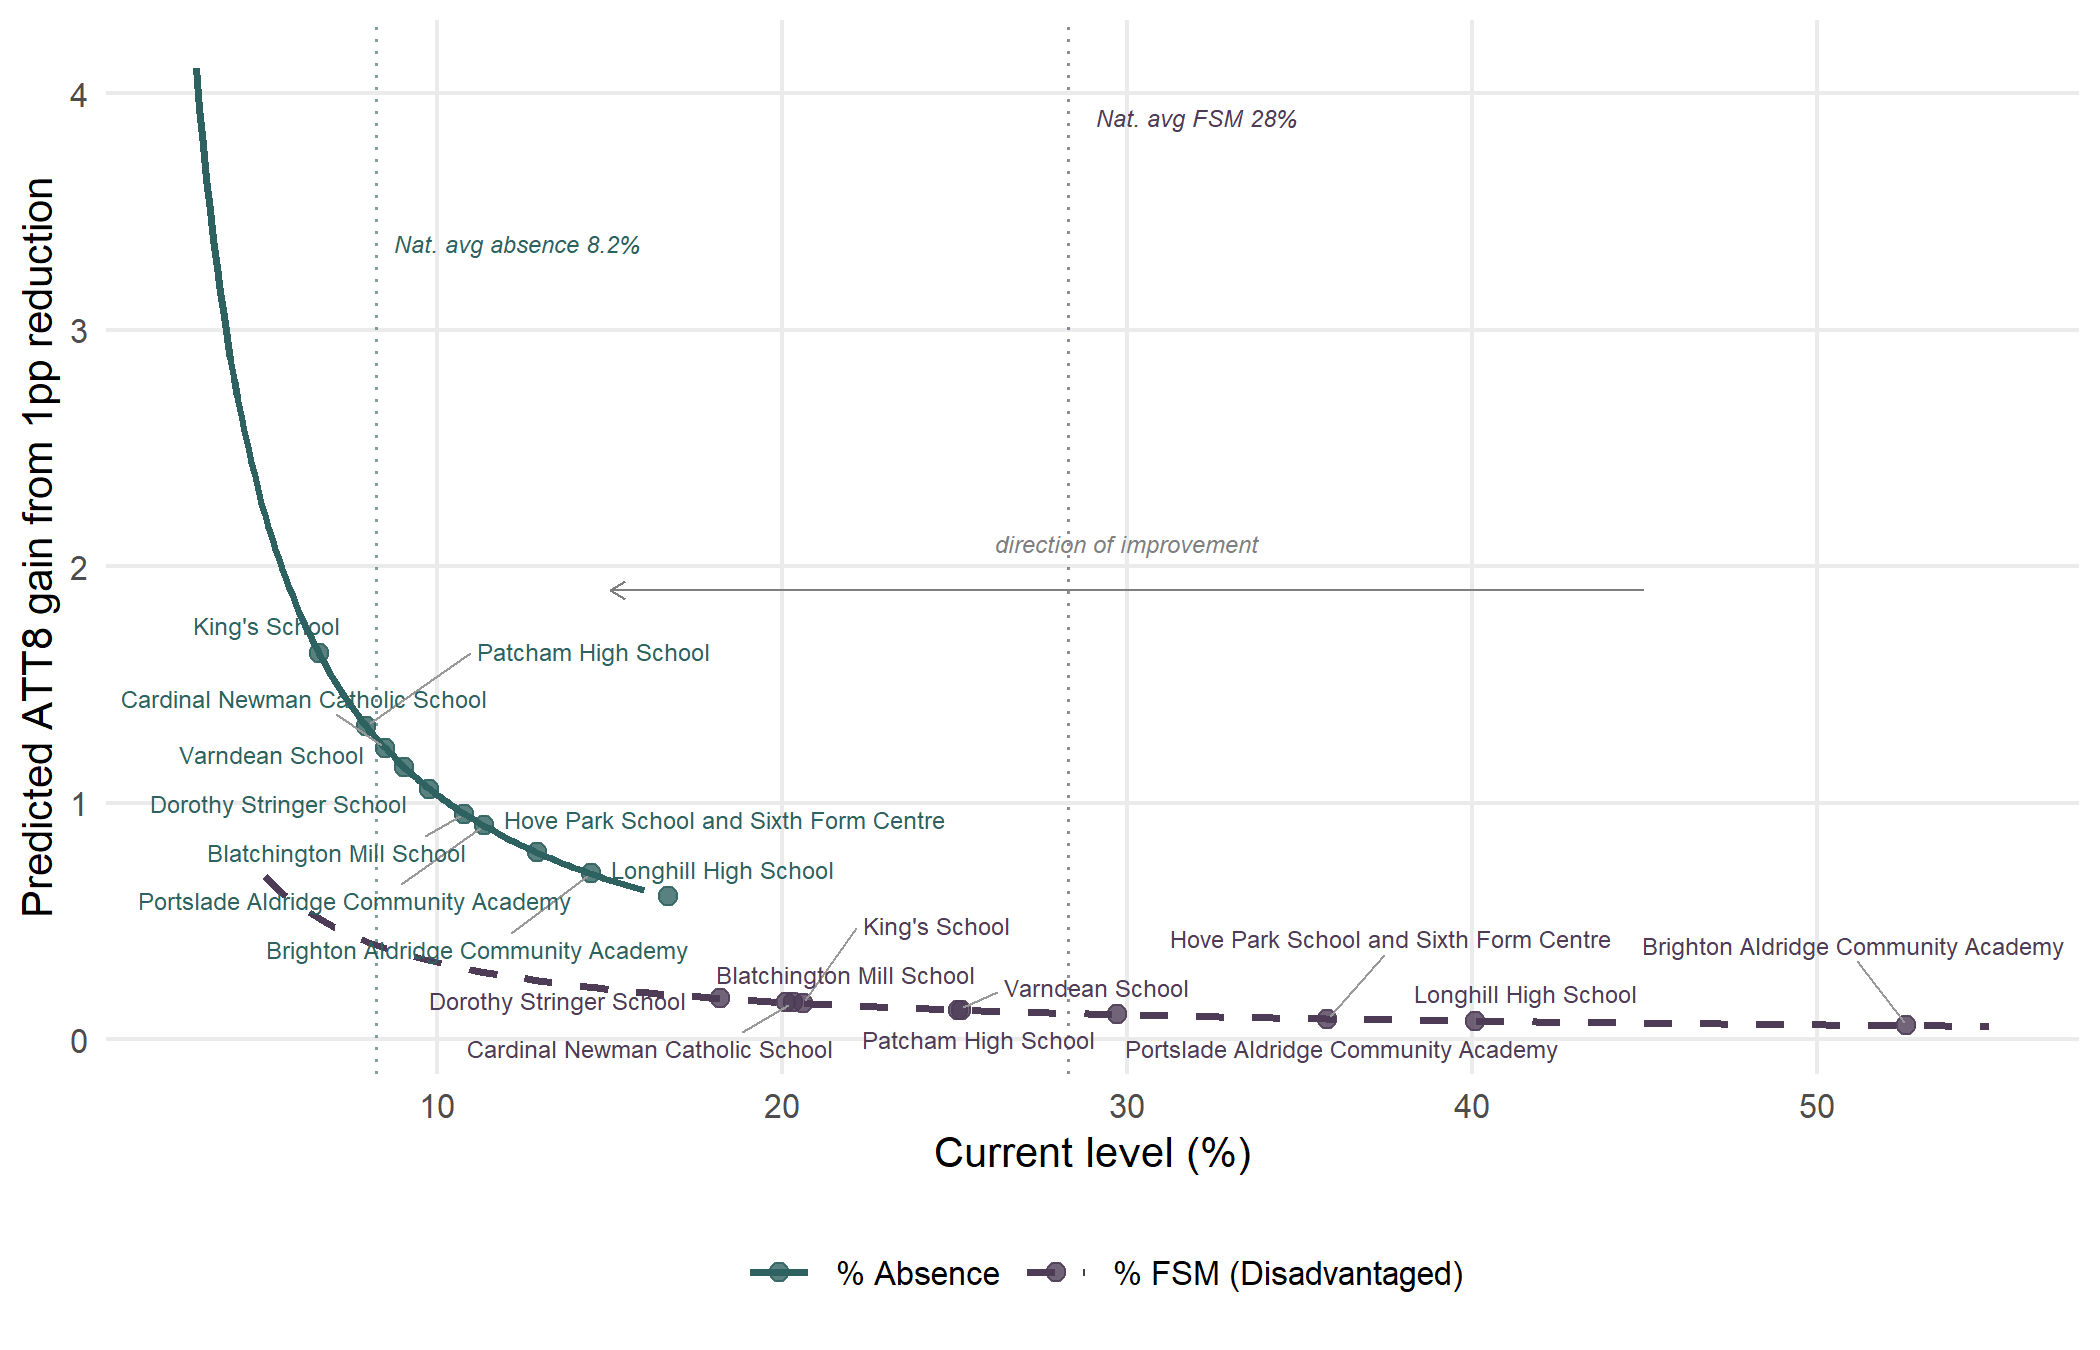 4
Nat. avg FSM 28%
Nat. avg absence 8.2%
3
direction of improvement
2
King's School
Patcham High School
Cardinal Newman Catholic School
Varndean School
1
Dorothy Stringer School
Hove Park School and Sixth Form Centre
Blatchington Mill School
Longhill High School
Portslade Aldridge Community Academy
Brighton Aldridge Community Academy
King's School
Hove Park School and Sixth Form Centre
Brighton Aldridge Community Academy
Blatchington Mill School
Varndean School
Longhill High School
Dorothy Stringer School
0
Patcham High School
Cardinal Newman Catholic School
Portslade Aldridge Community Academy
10
20
30
40
50
Predicted ATT8 gain from 1pp reduction
Current level (%)
% Absence
% FSM (Disadvantaged)